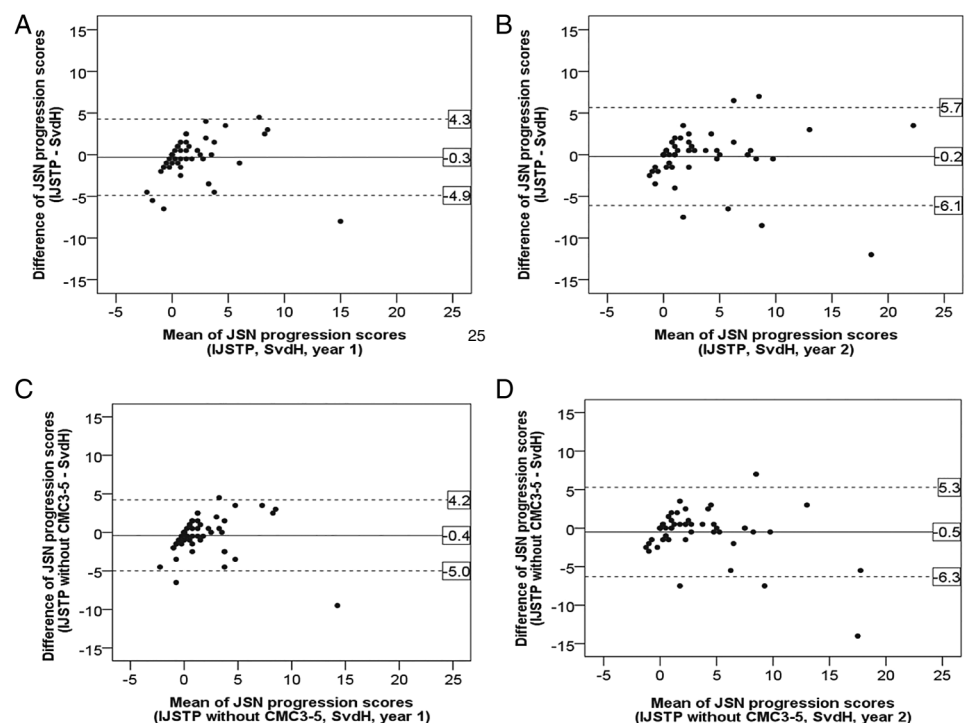 A
Difference of JSN progression scores
(IJSTP - SvdH)
15
10
5
0
-5
-10
-15
4.3
-0.3
-4.9
-5 0 5 10 15 20 25
Mean of JSN progression scores
(IJSTP, SvdH, year 1)
25
B
Difference of JSN progression scores
(IJSTP - SvdH)
15
10
5
0
-5
-10
-15
5.7
-0.2
-6.1
-5 0 5 10 15 20 25
Mean of JSN progression scores
(IJSTP, SvdH, year 2)
C
Difference of JSN progression scores
(IJSTP without CMC3-5 - SvdH)
15
10
5
0
-5
-10
-15
4.2
-0.4
-5.0
-5 0 5 10 15 20 25
Mean of JSN progression scores
(IJSTP without CMC3-5, SvdH, year 1)
D
Difference of JSN progression scores
(IJSTP without CMC3-5 - SvdH)
15
10
5
0
-5
-10
-15
5.3
-0.5
-6.3
-5 0 5 10 15 20 25
Mean of JSN progression scores
(IJSTP without CMC3-5, SvdH, year 2)